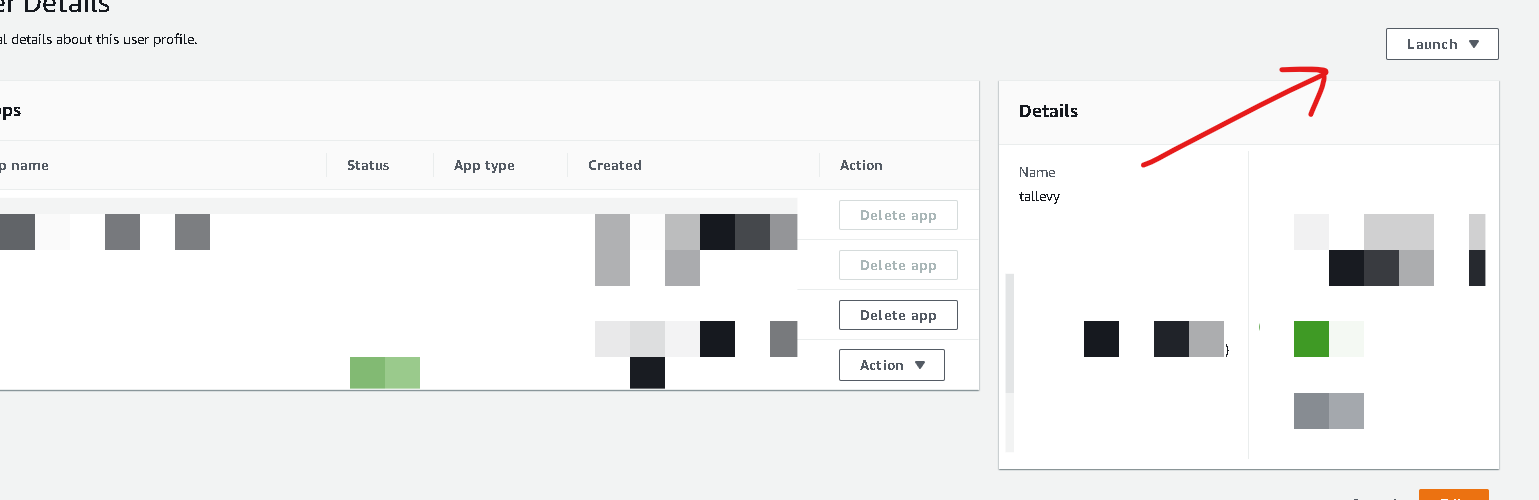 er Details
al details about this user profile.
Launch
pps
Details
p name
Status
App type
Created
Action
Name
tallevy
Delete app
Delete app
Delete app
)
Action